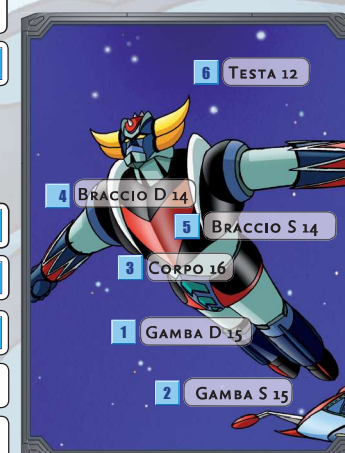 6 TESTA 12
4 BRACCIO D 14
5 BRACCIO S 14
3 CORPO 16
1 GAMBA D 15
2 GAMBA S 15